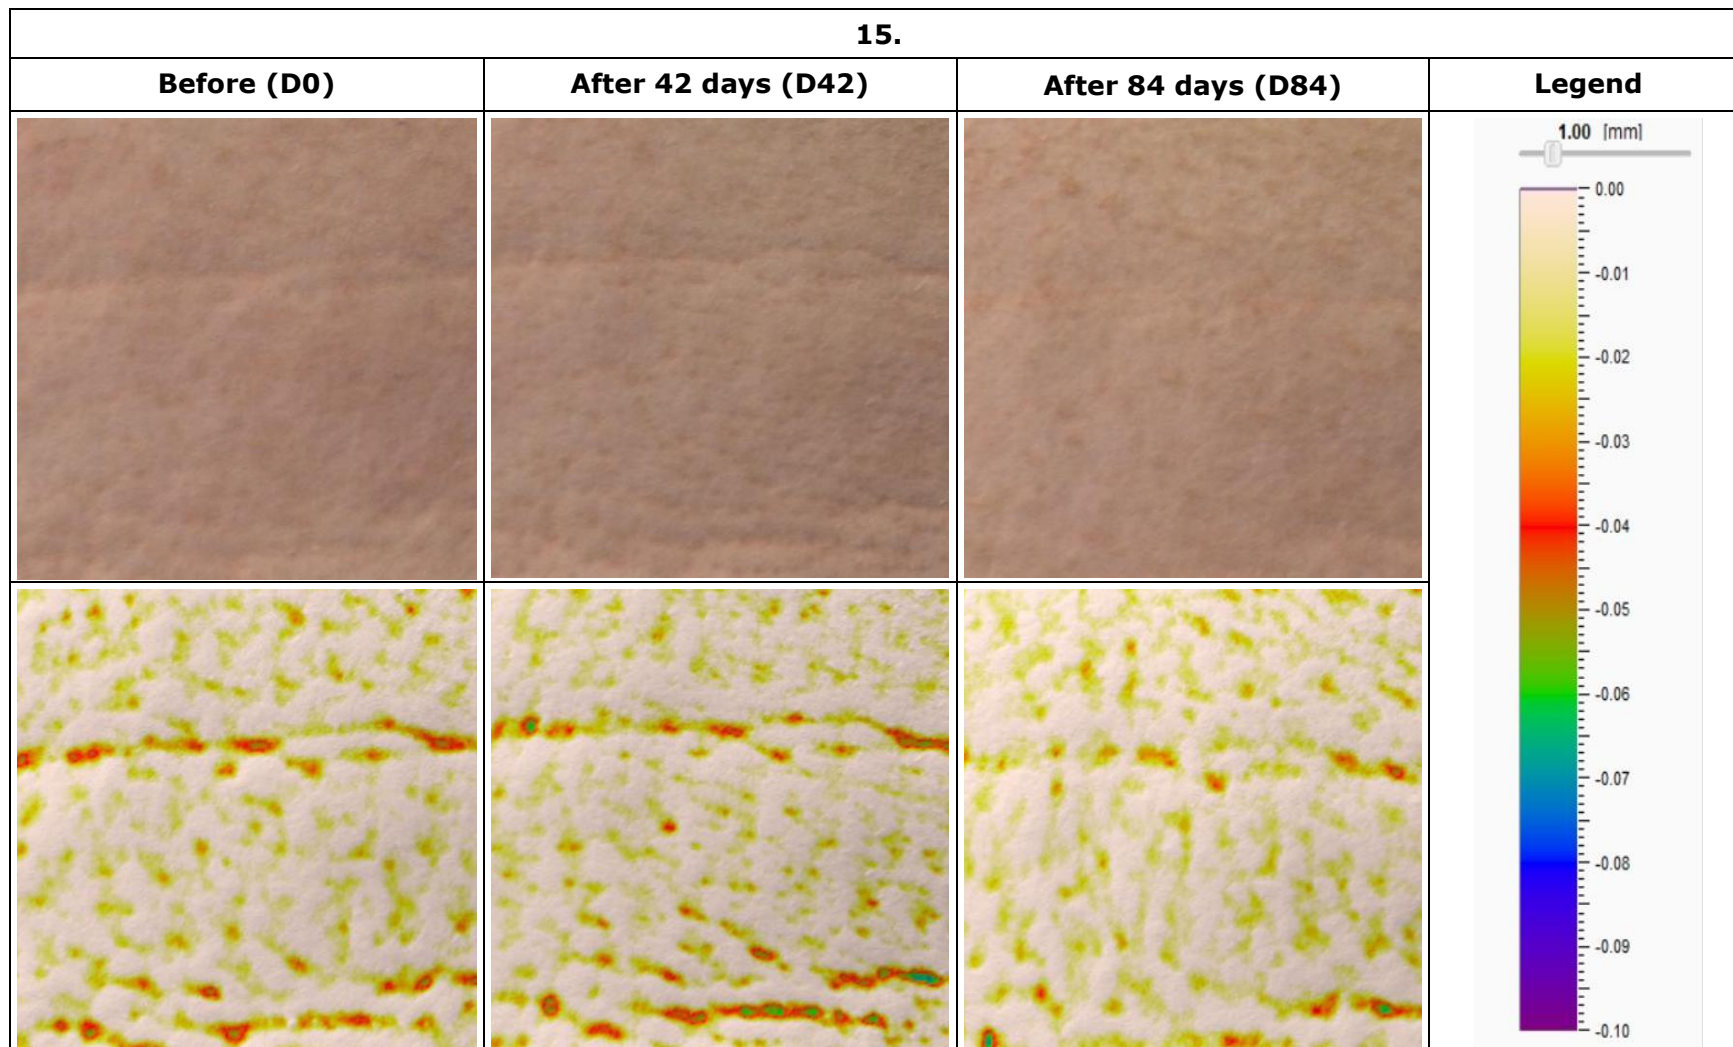 15.
Before (D0)
After 42 days (D42)
After 84 days (D84)
Legend
1.00 [mm]
0.00
-0.01
-0.02
-0.03
-0.04
-0.05
-0.06
-0.07
-0.08
-0.09
-0.10